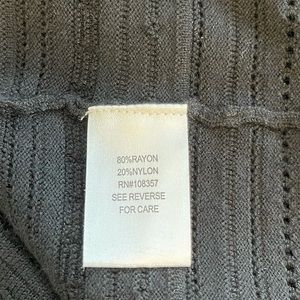 80%RAYON
20%NYLON
RN#108357
SEE REVERSE
FOR CARE